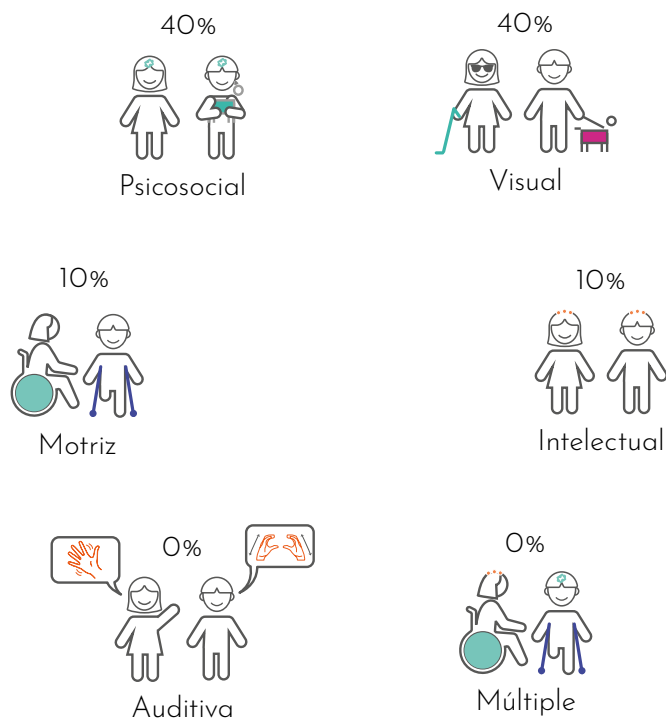 40%
Psicosocial
40%
Visual
10%
Motriz
10%
Intelectual
0%
Auditiva
0%
Múltiple